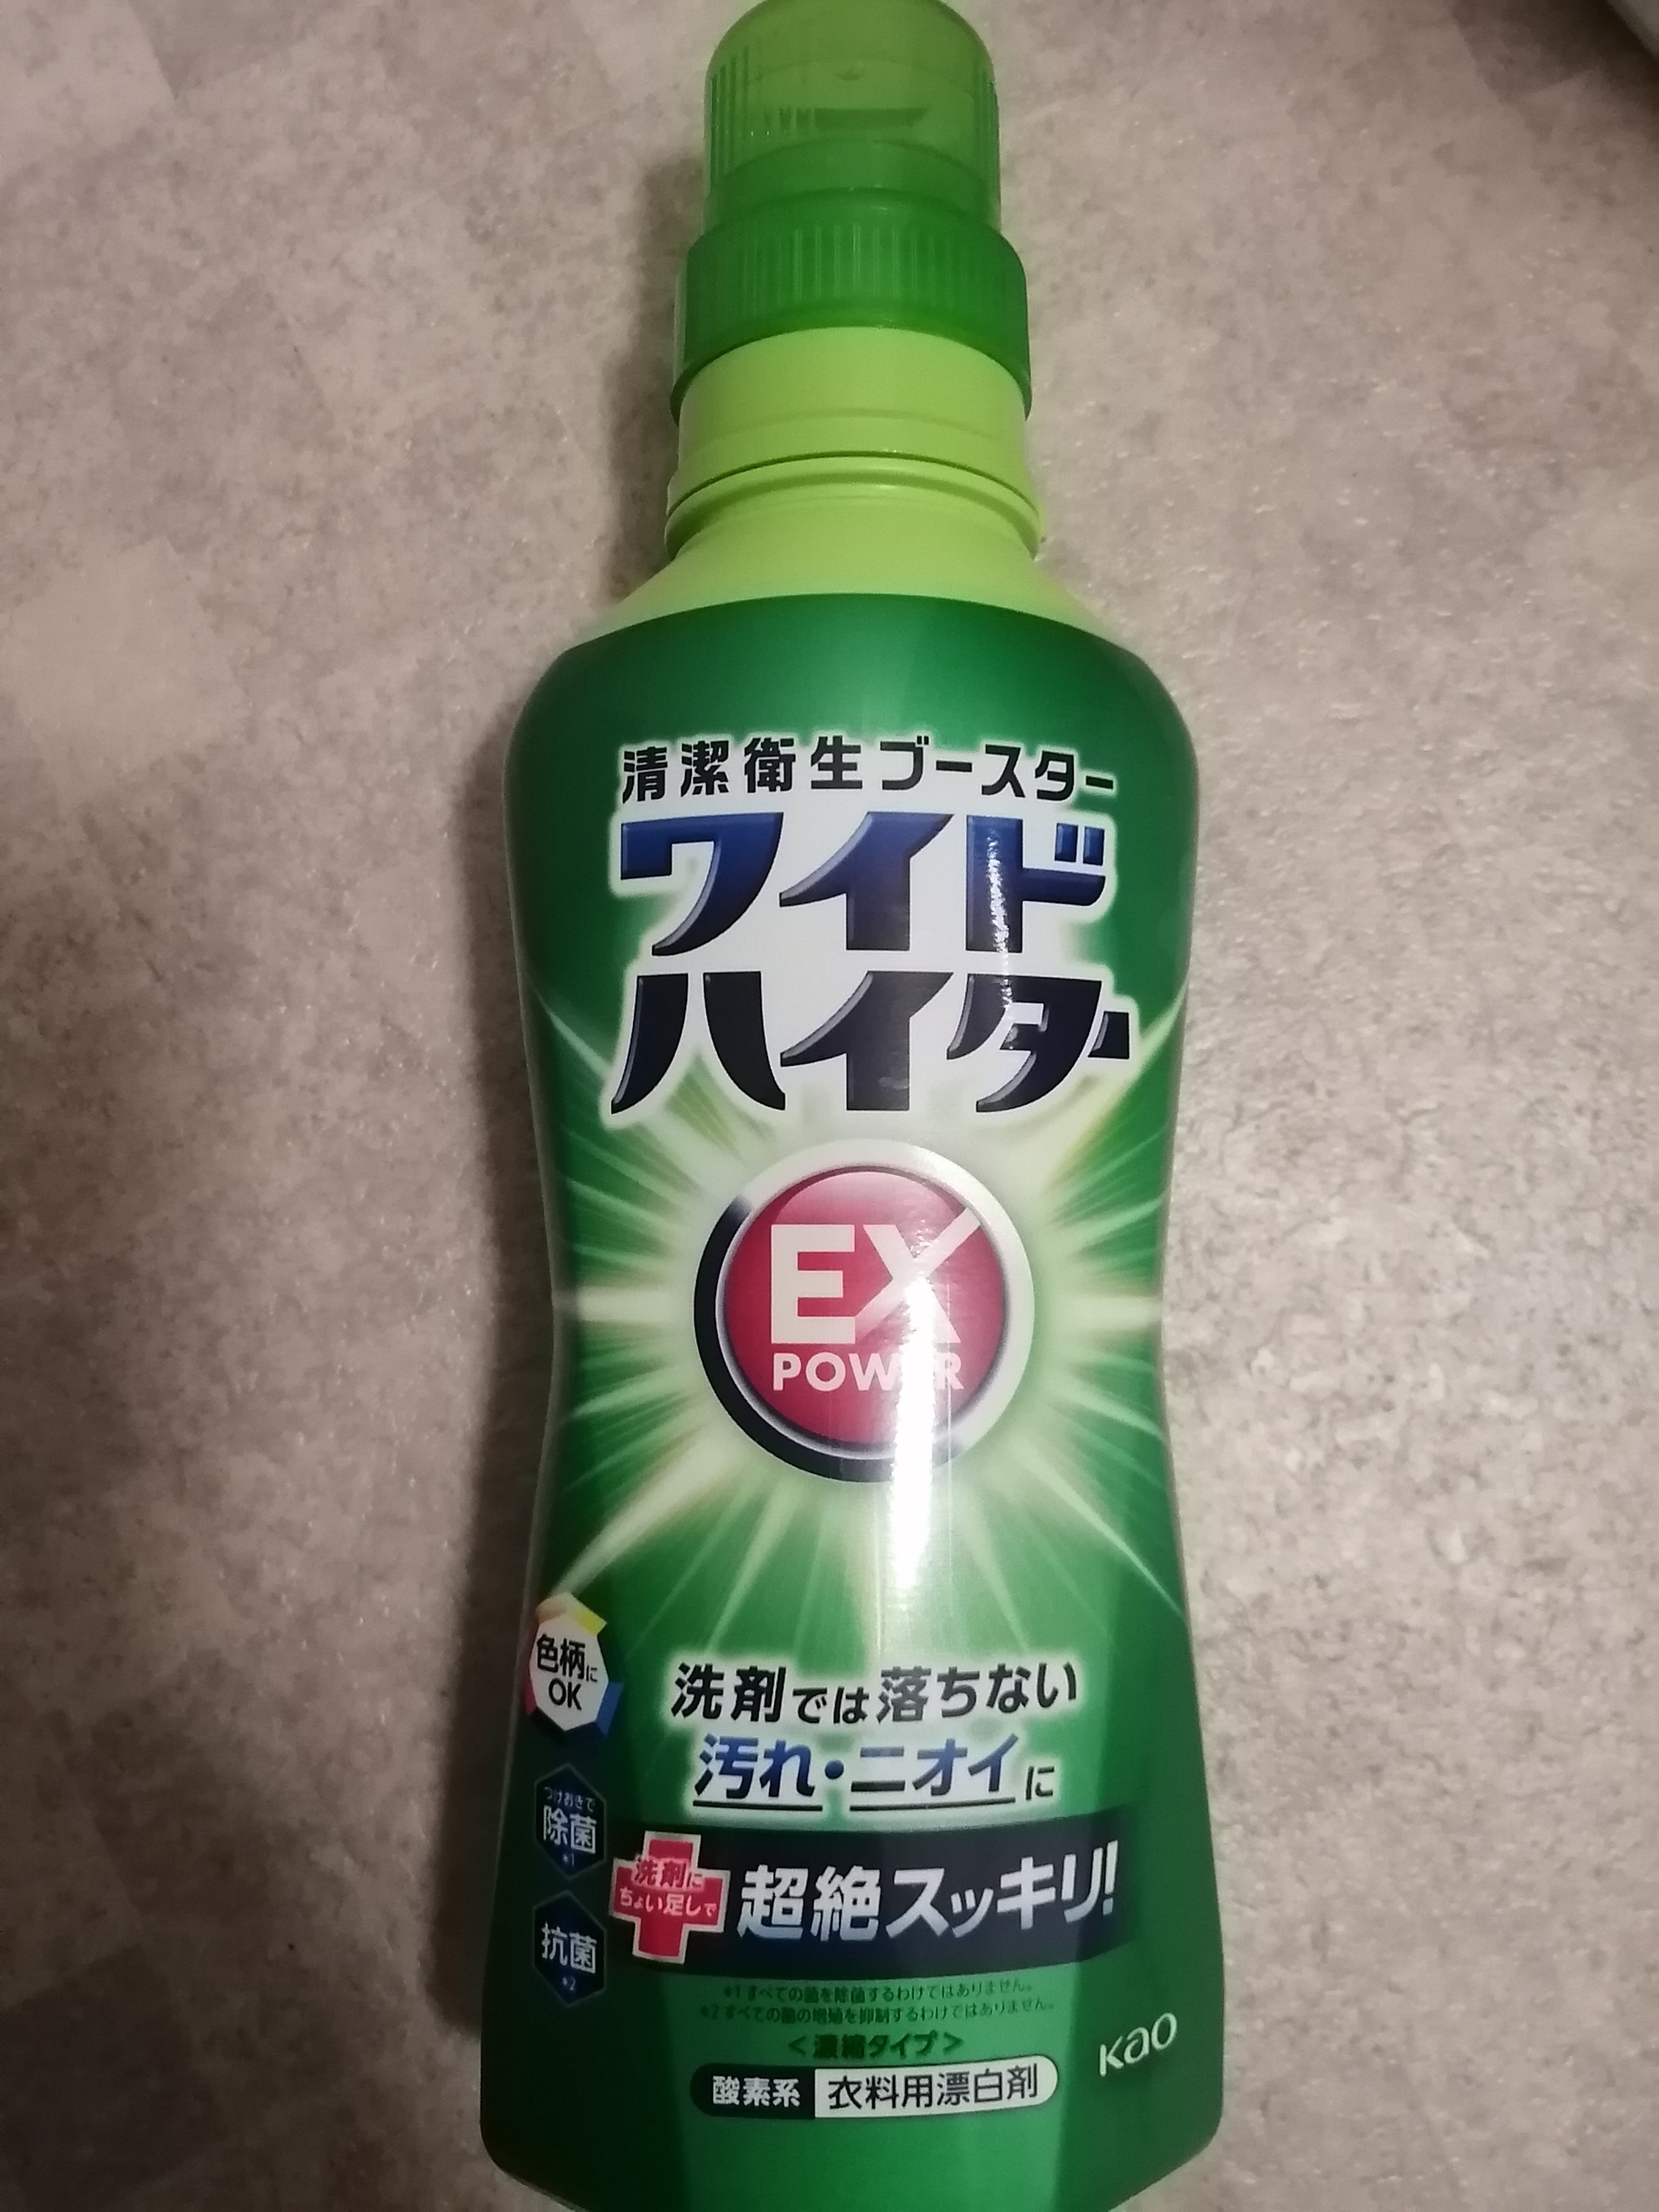 清潔衛生ブースター
ワイド
ハイター
EX
POWER
色柄に
OK
洗剤では落ちない
汚れ・ニオイに
つけおきで
除菌
*1
洗剤に
ちょい足しで
超絶スッキリ!
抗菌
*2
*1 すべての菌を除菌するわけではありません。
*2 すべての菌の増殖を抑制するわけではありません。
<濃縮タイプ>
酸素系 衣料用漂白剤
Kao